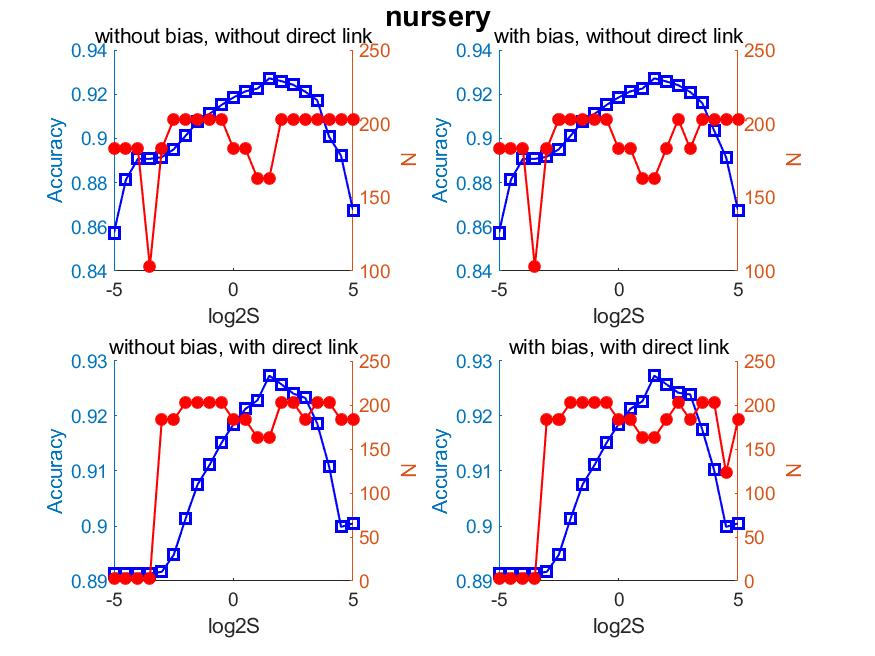 nursery
without bias, without direct link
0.94
0.92
0.9
0.88
0.86
0.84
Accuracy
250
200
150
100
N
-5 0 5
log2S
with bias, without direct link
0.94
0.92
0.9
0.88
0.86
0.84
Accuracy
250
200
150
100
N
-5 0 5
log2S
without bias, with direct link
0.93
0.92
0.91
0.9
0.89
Accuracy
250
200
150
100
50
0
N
-5 0 5
log2S
with bias, with direct link
0.93
0.92
0.91
0.9
0.89
Accuracy
250
200
150
100
50
0
N
-5 0 5
log2S